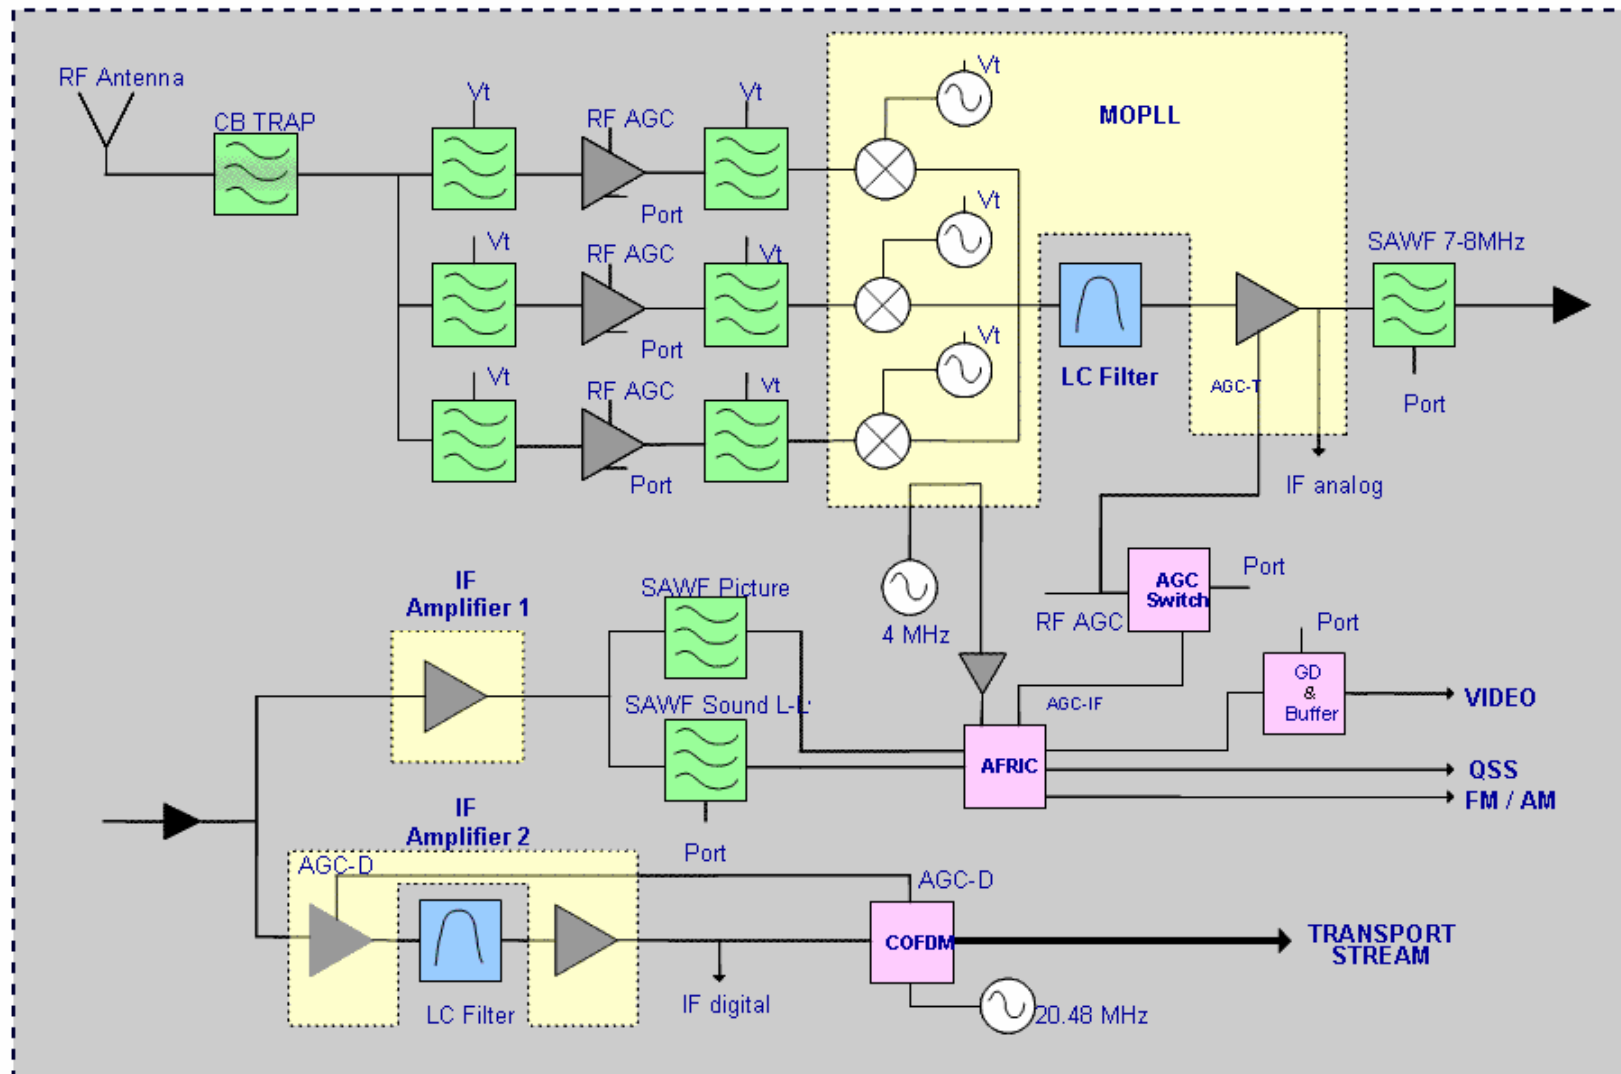 RF Antenna
CB TRAP
Vt
RF AGC
Port
Vt
Vt
MOPLL
Vt
RF AGC
Port
Vt
Vt
SAWF 7-8MHz
Port
Vt
RF AGC
Port
Vt
Vt
LC Filter
AGC-T
IF analog
4 MHz
AGC
Switch
Port
RF AGC
IF
Amplifier 1
SAWF Picture
SAWF Sound L-L'
Port
AGC-IF
AFRIC
Port
GD
&
Buffer
VIDEO
QSS
FM / AM
IF
Amplifier 2
AGC-D
LC Filter
IF digital
AGC-D
COFDM
20.48 MHz
TRANSPORT
STREAM